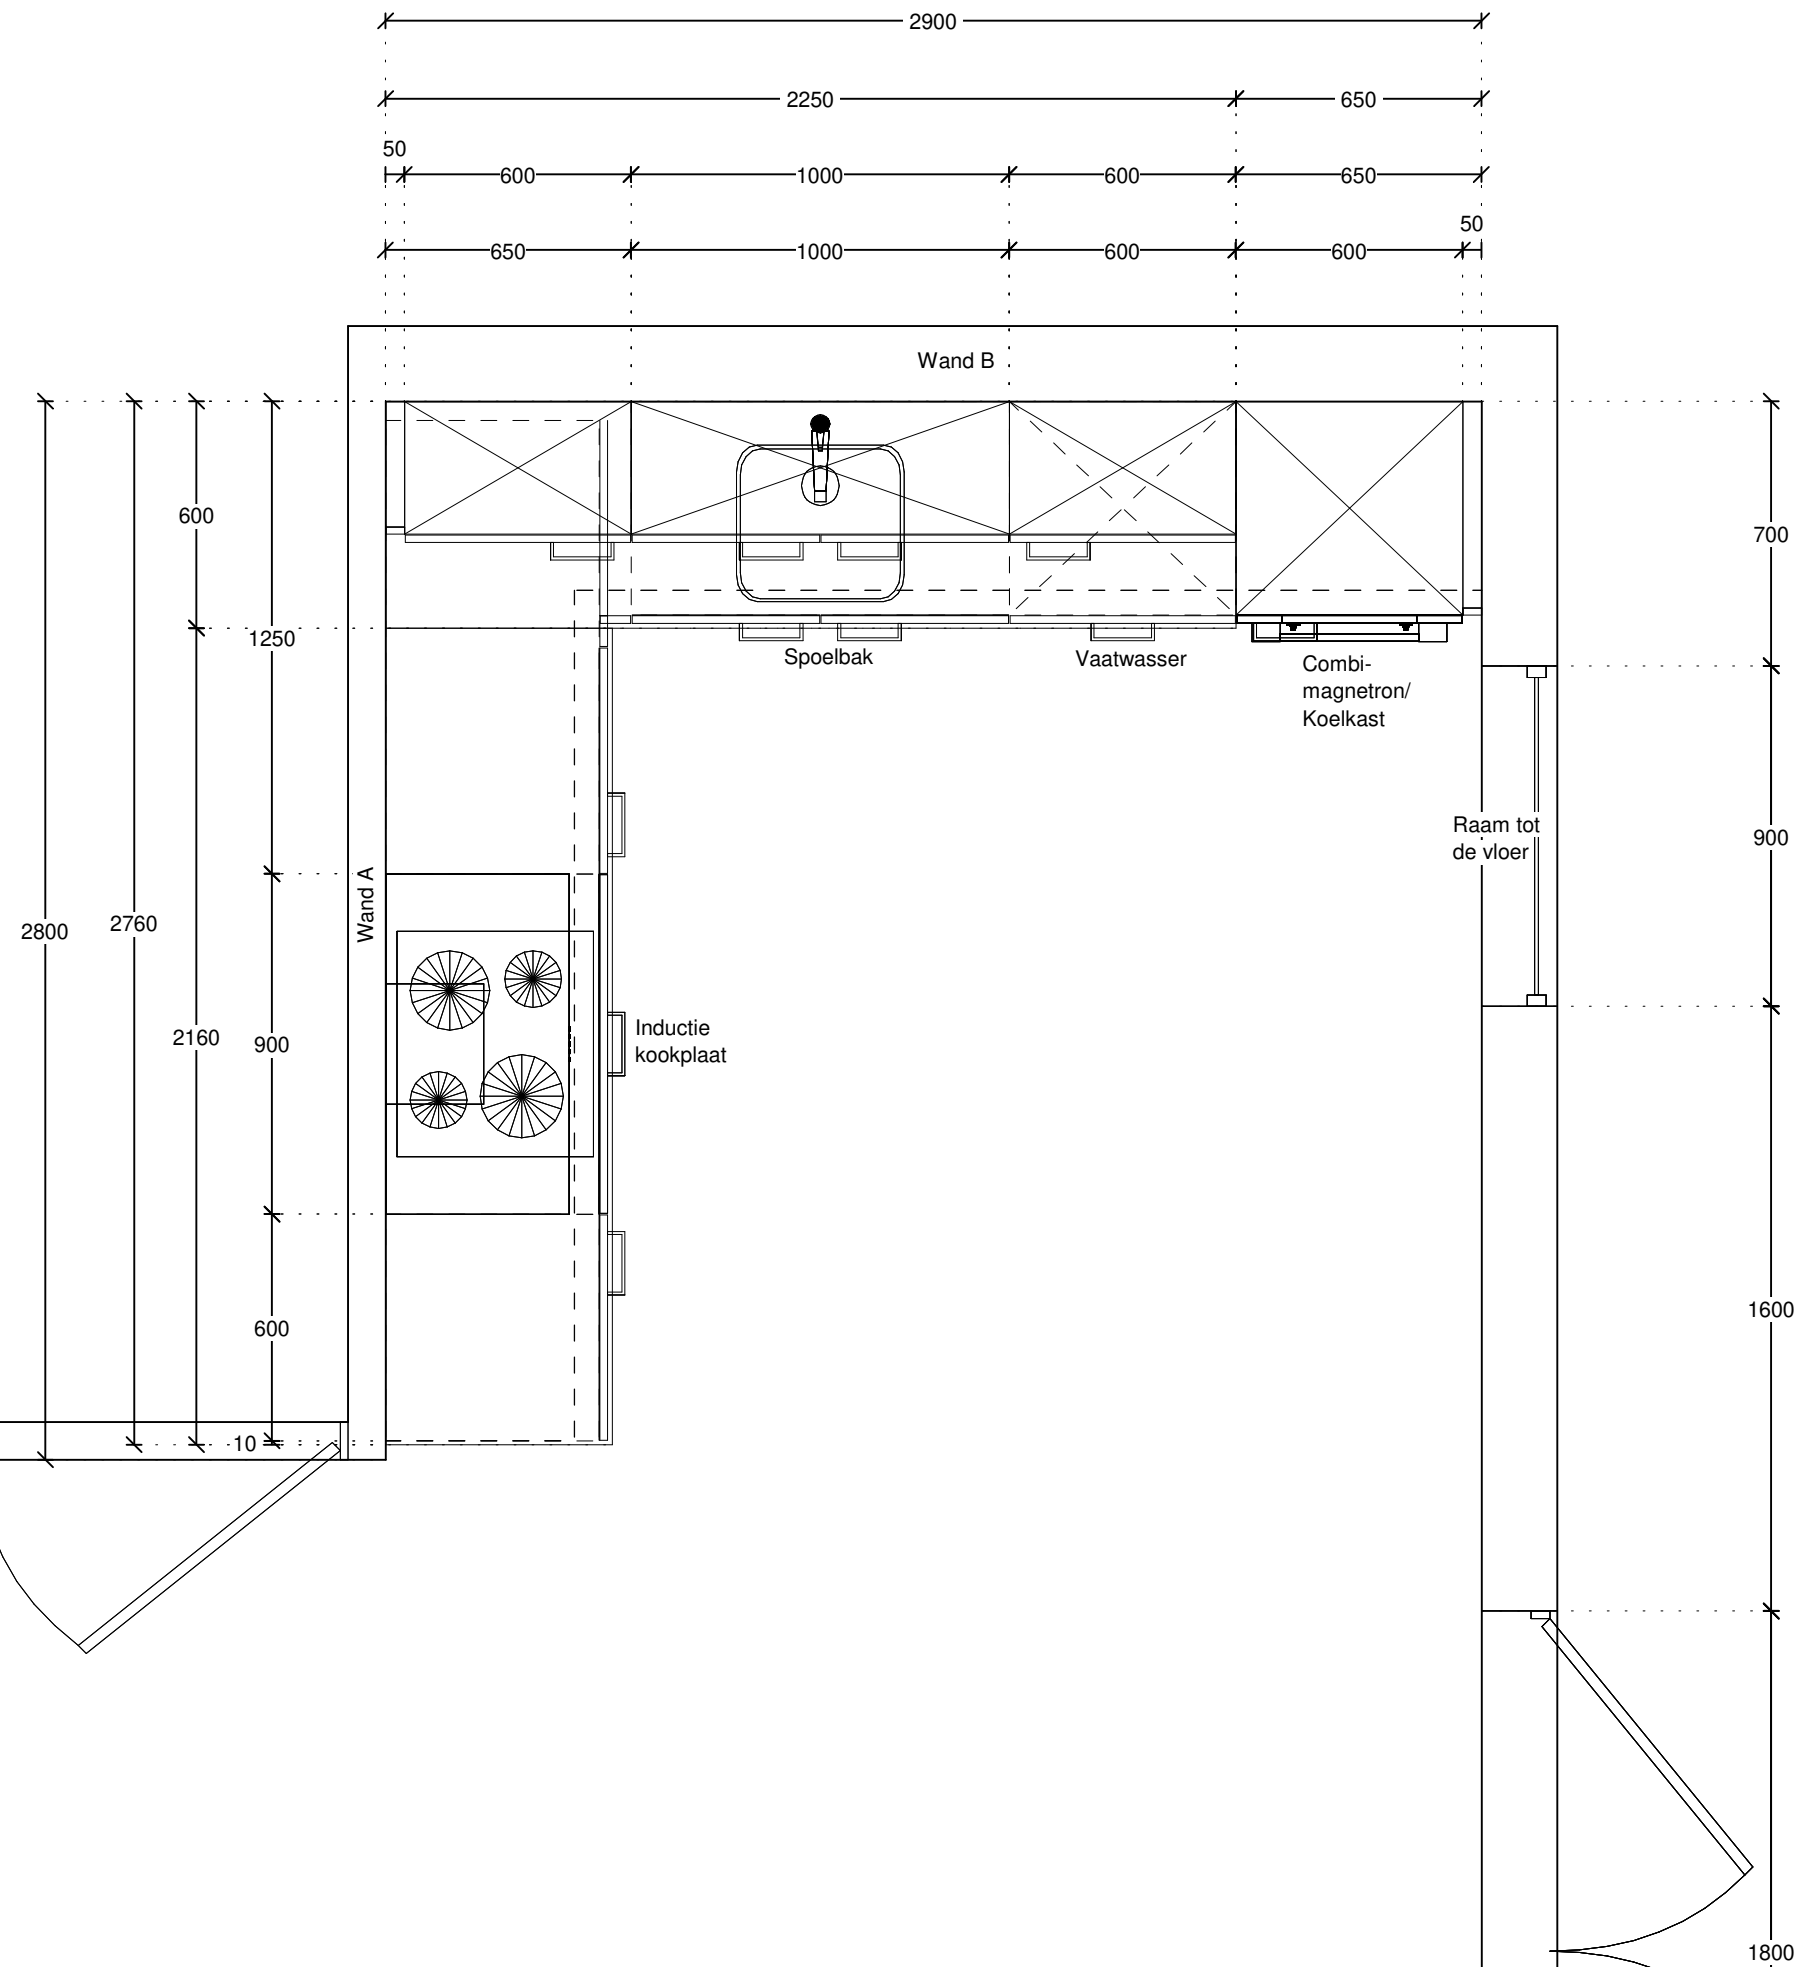 2900
2250 650
50
600 1000 600 650
50
650 1000 600 600
Wand B
600
700
1250
Spoelbak
Vaatwasser
Combi-
magnetron/
Koelkast
Raam tot
de vloer
900
Wand A
2800
2760
2160
900
Inductie
kookplaat
1600
600
10
1800